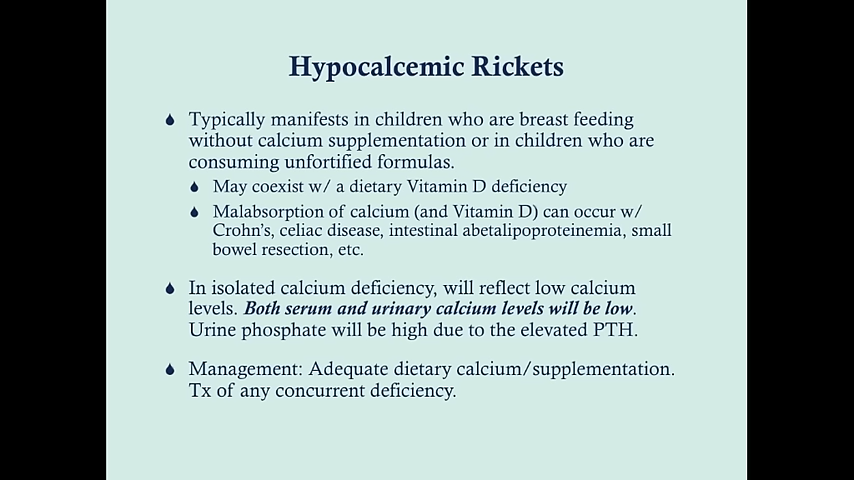 Hypocalcemic Rickets
Typically manifests in children who are breast feeding
without calcium supplementation or in children who are
consuming unfortified formulas.
May coexist w/ a dietary Vitamin D deficiency
Malabsorption of calcium (and Vitamin D) can occur w/
Crohn's, celiac disease, intestinal abetalipoproteinemia, small
bowel resection, etc.
In isolated calcium deficiency, will reflect low calcium
levels. Both serum and urinary calcium levels will be low.
Urine phosphate will be high due to the elevated PTH.
Management: Adequate dietary calcium/supplementation.
Tx of any concurrent deficiency.